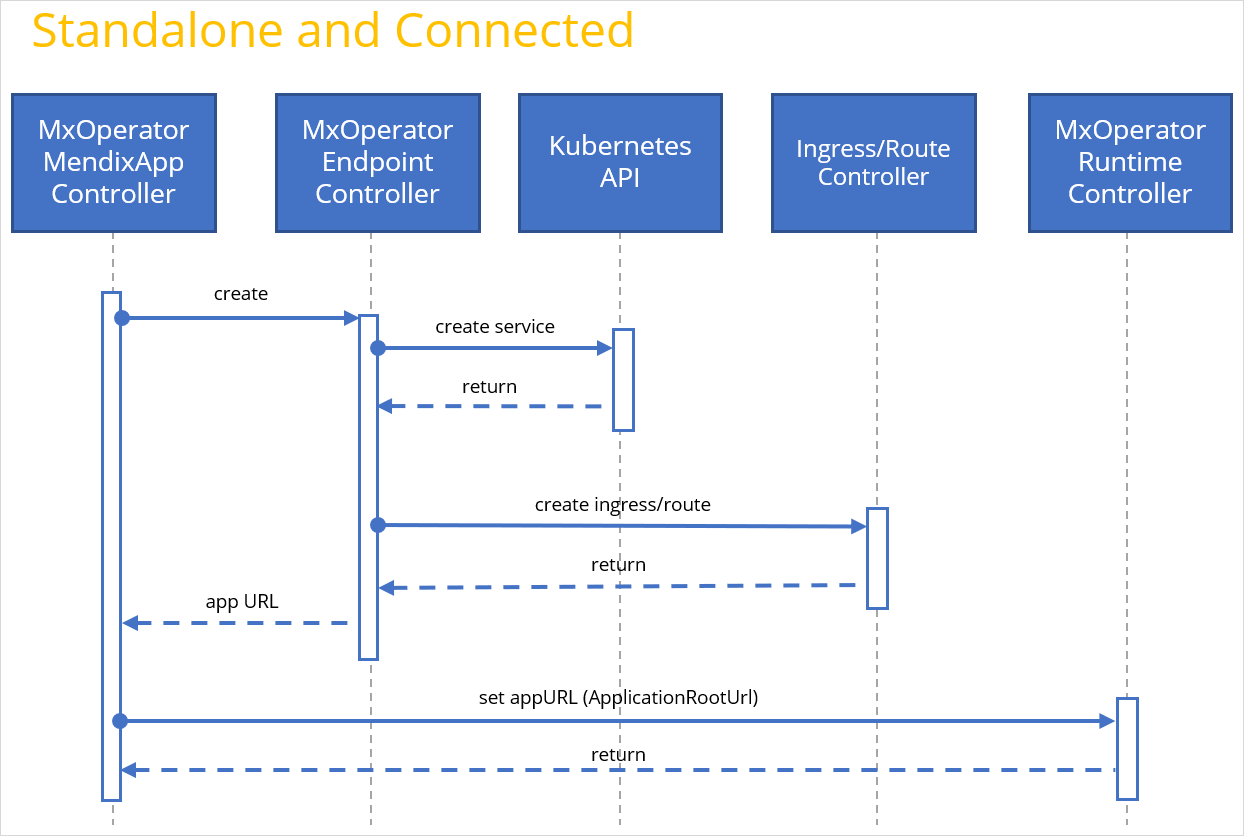 Standalone and Connected
MxOperator
MendixApp
Controller
MxOperator
Endpoint
Controller
Kubernetes
API
Ingress/Route
Controller
MxOperator
Runtime
Controller
create
create service
return
create ingress/route
return
app URL
set appURL (ApplicationRootUrl)
return